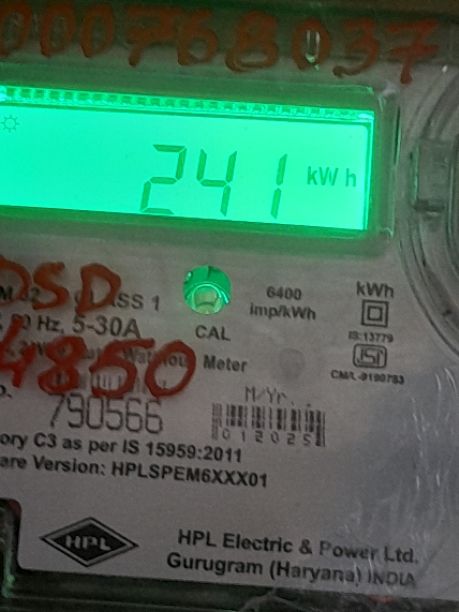 000768037
241 kWh
DSD
CLASS 1
6400
imp/kWh
kWh
Hz, 5-30A
CAL
IS:13779
4850
Meter
CM/L-9190783
M/Yr.
790566
012025
ory C3 as per IS 15959:2011
are Version: HPLSPEM6XXX01
HPL
HPL Electric & Power Ltd.
Gurugram (Haryana) INDIA